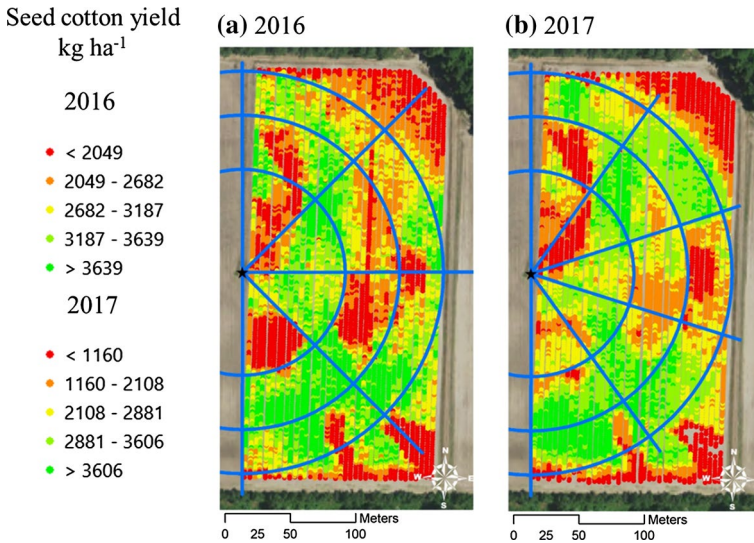 Seed cotton yield
kg ha-1
2016
< 2049
2049 - 2682
2682 - 3187
3187 - 3639
> 3639
2017
< 1160
1160 - 2108
2108 - 2881
2881 - 3606
> 3606
(a) 2016
N
W
E
S
Meters
0 25 50 100
(b) 2017
N
W
E
S
Meters
0 25 50 100